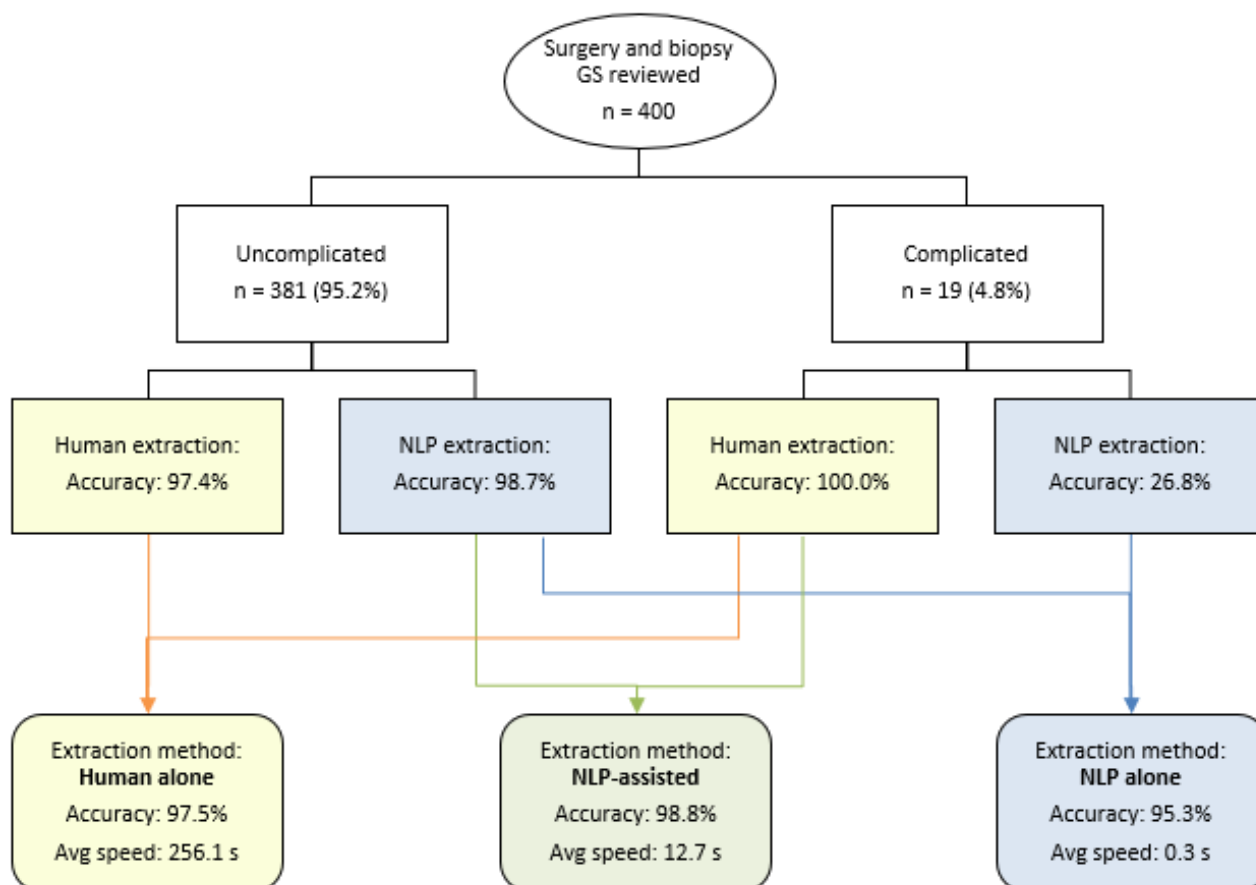 Surgery and biopsy
GS reviewed
n = 400
Uncomplicated
n = 381 (95.2%)
Complicated
n = 19 (4.8%)
Human extraction:
Accuracy: 97.4%
NLP extraction:
Accuracy: 98.7%
Human extraction:
Accuracy: 100.0%
NLP extraction:
Accuracy: 26.8%
Extraction method:
Human alone
Accuracy: 97.5%
Avg speed: 256.1 s
Extraction method:
NLP-assisted
Accuracy: 98.8%
Avg speed: 12.7 s
Extraction method:
NLP alone
Accuracy: 95.3%
Avg speed: 0.3 s